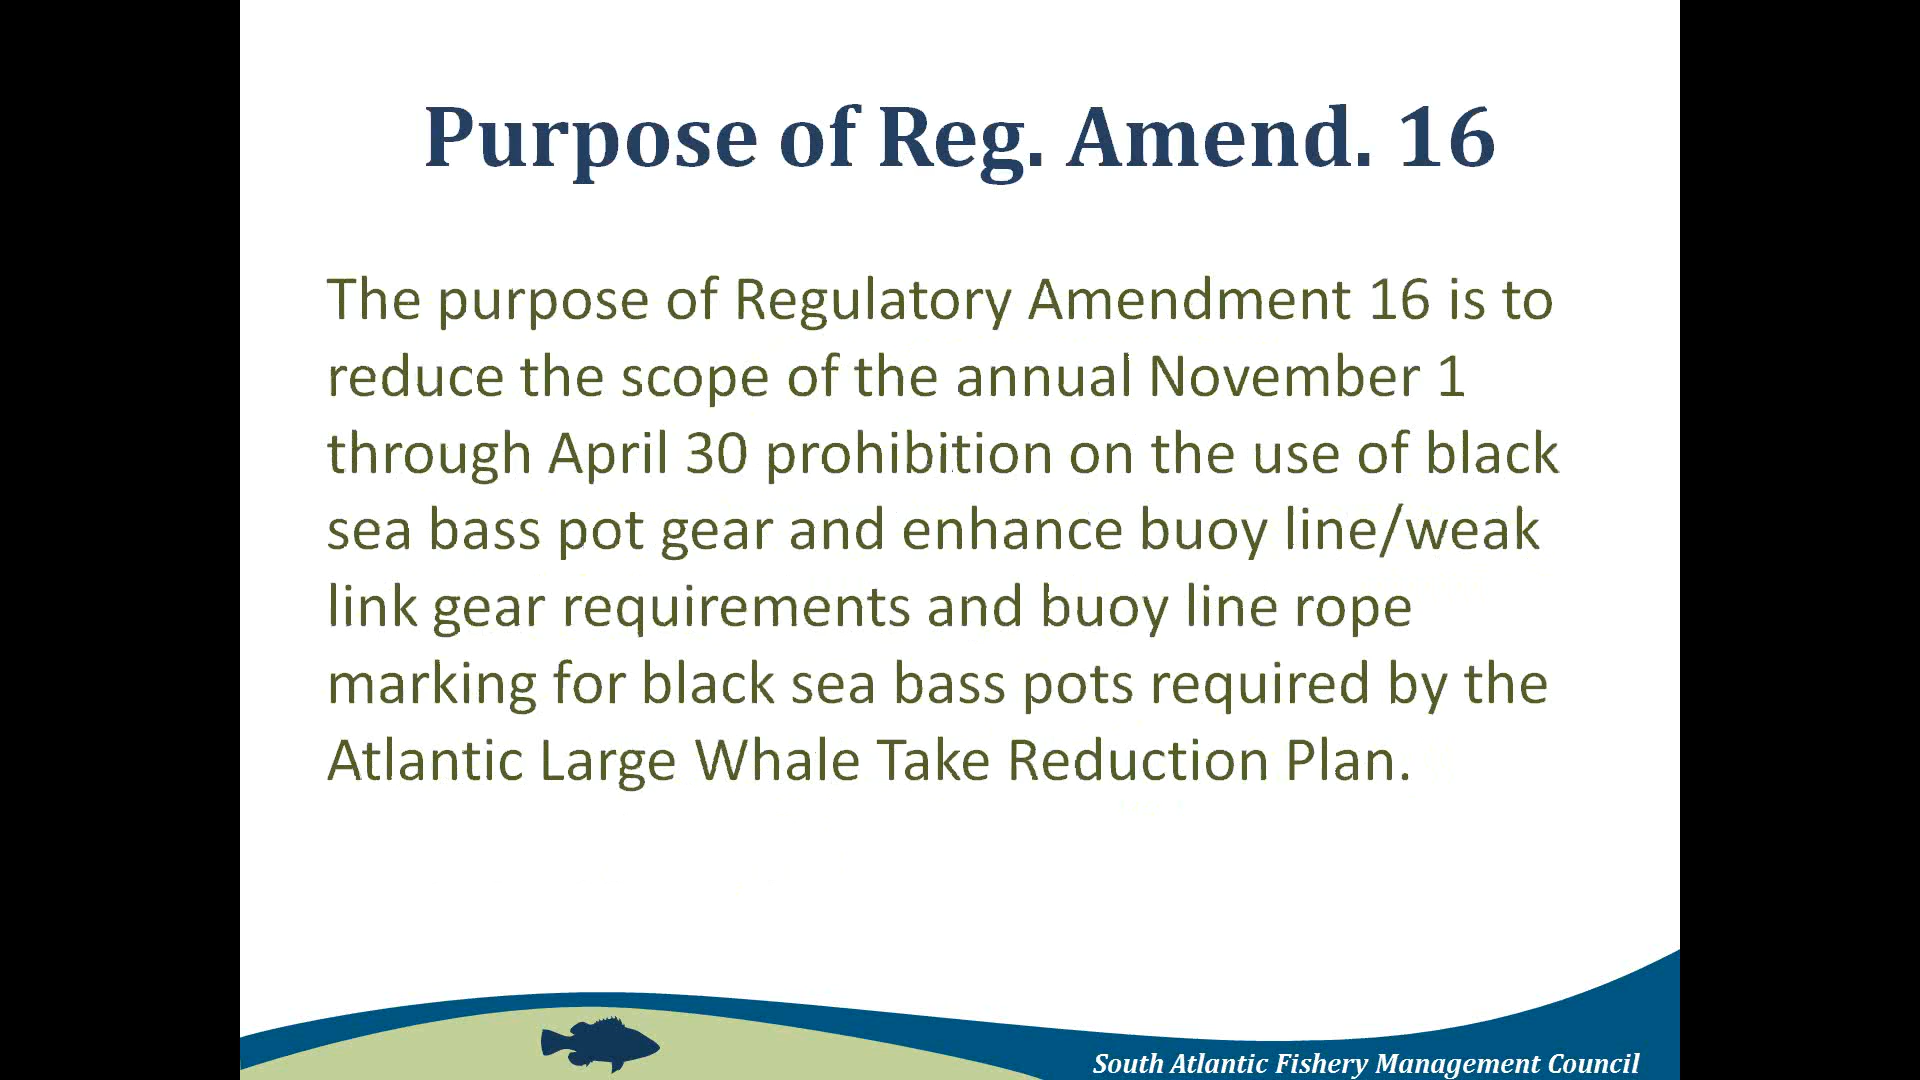 Purpose of Reg. Amend. 16
The purpose of Regulatory Amendment 16 is to
reduce the scope of the annual November 1
through April 30 prohibition on the use of black
sea bass pot gear and enhance buoy line/weak
link gear requirements and buoy line rope
marking for black sea bass pots required by the
Atlantic Large Whale Take Reduction Plan.
South Atlantic Fishery Management Council